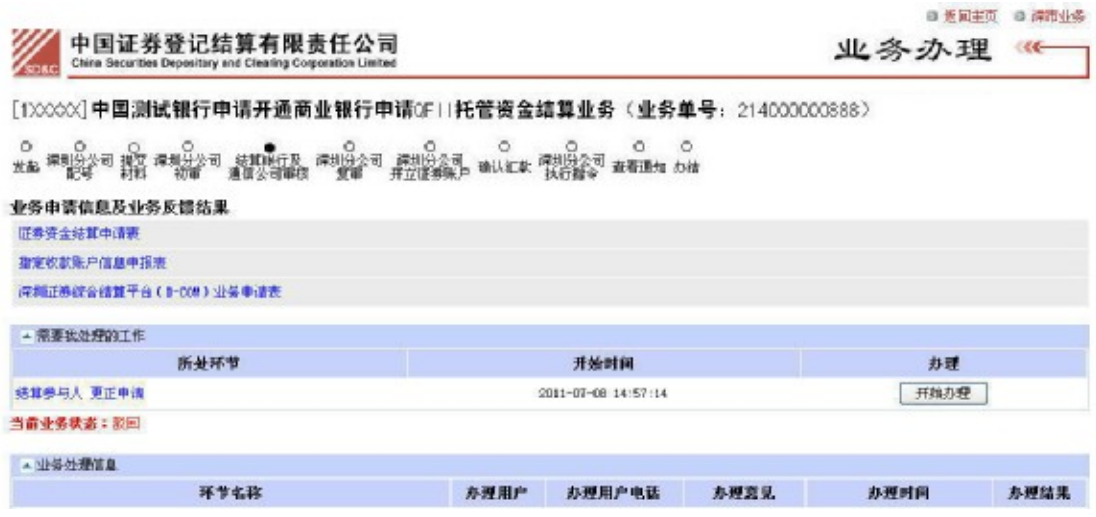 返回主页 深市业务
SD&C
中国证券登记结算有限责任公司
China Securities Depository and Clearing Corporation Limited
业务办理
[1XXXXX]中国测试银行申请开通商业银行申请QFII托管资金结算业务（业务单号：214000000888）
发起 深圳分公司配号 提交材料 深圳分公司初审 结算银行及通信公司审核 深圳分公司复审 深圳分公司开立证券账户 确认汇款 深圳分公司执行指令 查看通知 办结
业务申请信息及业务反馈结果
证券资金结算申请表
指定收款账户信息申报表
深圳证券综合结算平台（D-COM）业务申请表
需要我处理的工作
所处环节 开始时间 办理
结算参与人 更正申请 2011-07-08 14:57:14 开始办理
当前业务状态：驳回
业务处理信息
环节名称 办理用户 办理用户电话 办理意见 办理时间 办理结果